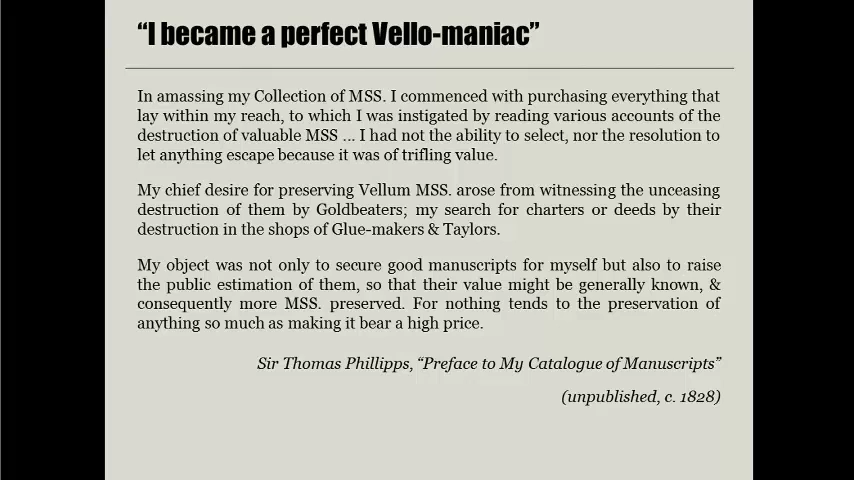 “I became a perfect Vello-maniac”
In amassing my Collection of MSS. I commenced with purchasing everything that
lay within my reach, to which I was instigated by reading various accounts of the
destruction of valuable MSS ... I had not the ability to select, nor the resolution to
let anything escape because it was of trifling value.
My chief desire for preserving Vellum MSS. arose from witnessing the unceasing
destruction of them by Goldbeaters; my search for charters or deeds by their
destruction in the shops of Glue-makers & Taylors.
My object was not only to secure good manuscripts for myself but also to raise
the public estimation of them, so that their value might be generally known, &
consequently more MSS. preserved. For nothing tends to the preservation of
anything so much as making it bear a high price.
Sir Thomas Phillipps, “Preface to My Catalogue of Manuscripts”
(unpublished, c. 1828)